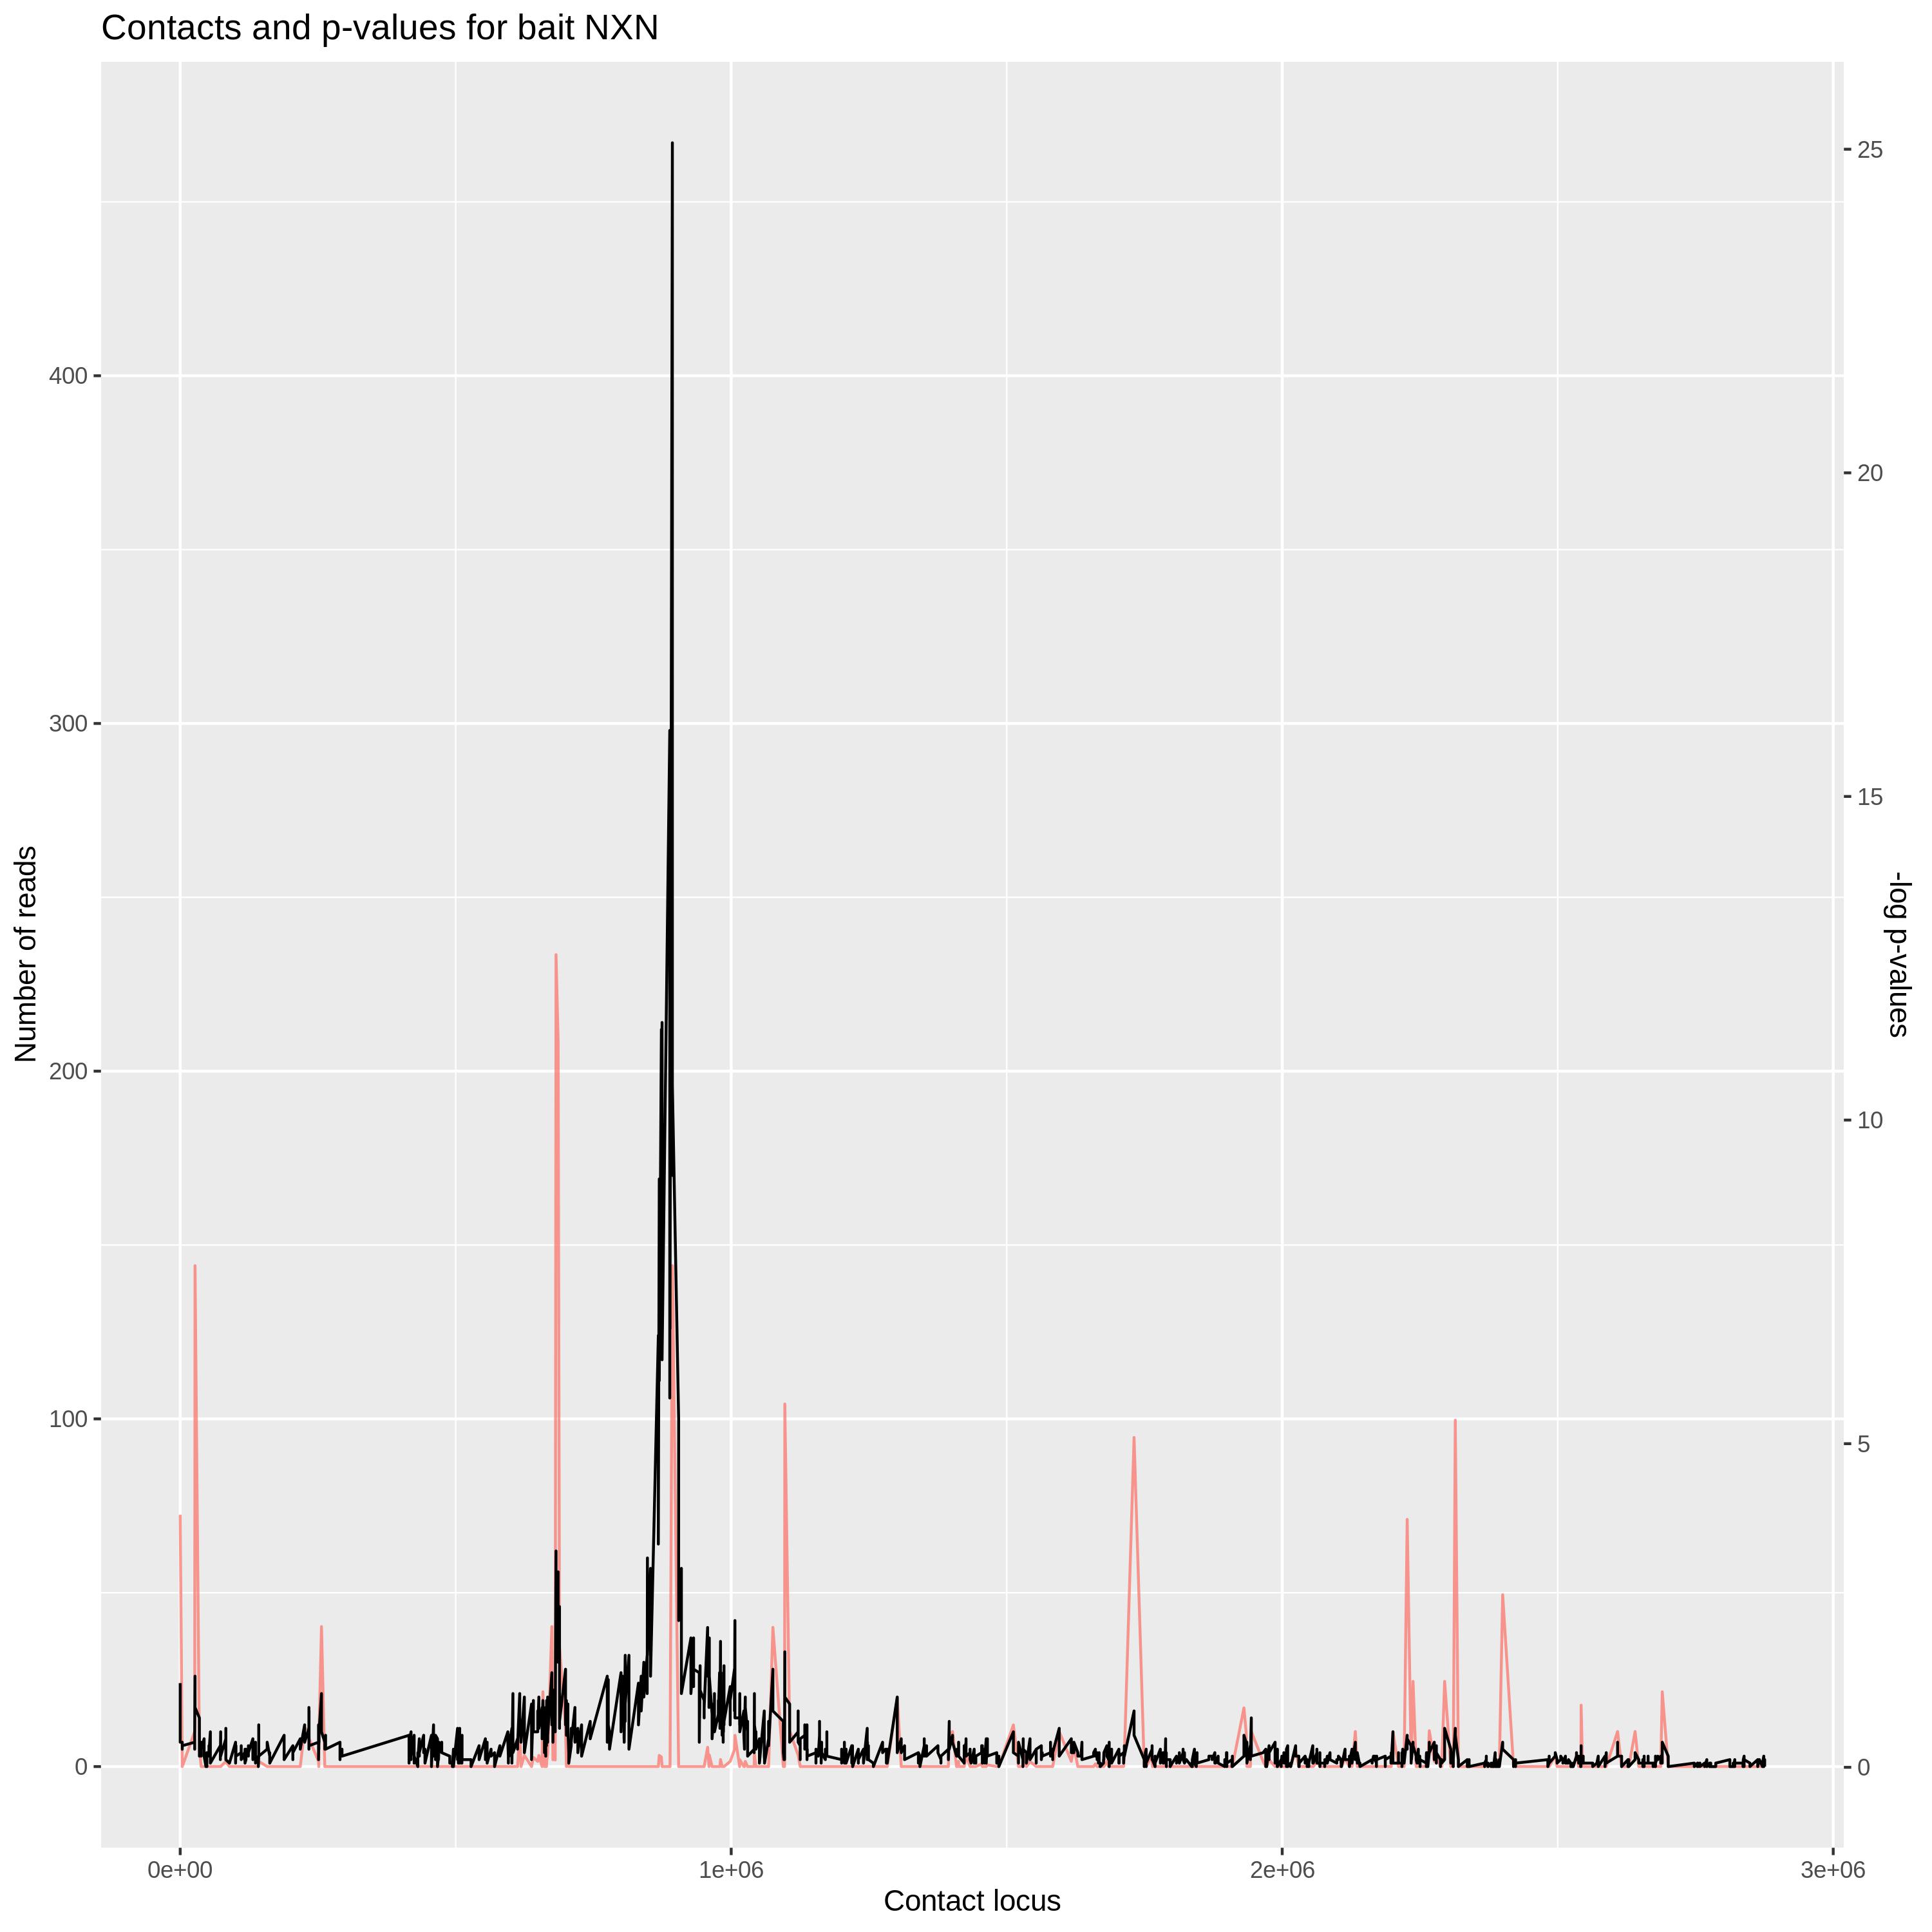 Contacts and p-values for bait NXN
Number of reads
400
300
200
100
0
25
20
15
10
5
0
-log p-values
0e+00
1e+06
2e+06
3e+06
Contact locus